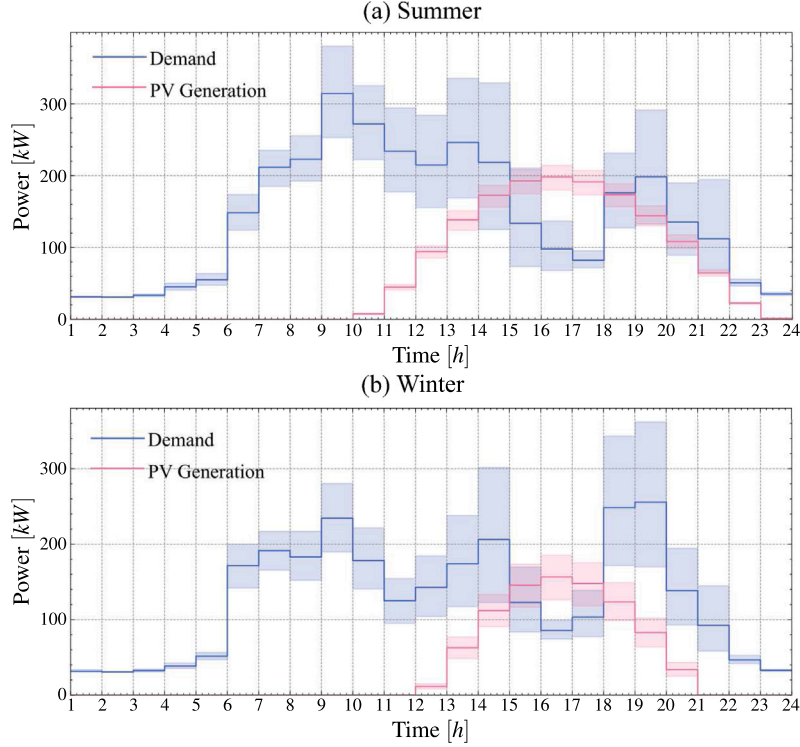 (a) Summer
Demand
PV Generation
Power [kW]
300
200
100
0
1 2 3 4 5 6 7 8 9 10 11 12 13 14 15 16 17 18 19 20 21 22 23 24
Time [h]
(b) Winter
Demand
PV Generation
Power [kW]
300
200
100
0
1 2 3 4 5 6 7 8 9 10 11 12 13 14 15 16 17 18 19 20 21 22 23 24
Time [h]